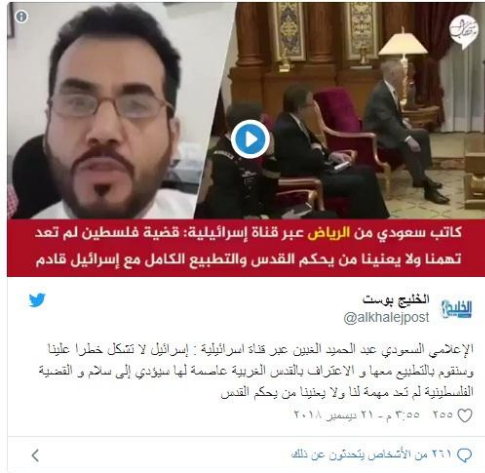 كاتب سعودي من الرياض عبر قناة إسرائيلية: قضية فلسطين لم تعد
تهمنا ولا يعنينا من يحكم القدس والتطبيع الكامل مع إسرائيل قادم
الخليج بوست
@alkhalejpost
الإعلامي السعودي عبد الحميد الغبين عبر قناة اسرائيلية : إسرائيل لا تشكل خطرا علينا
وسنقوم بالتطبيع معها و الاعتراف بالقدس الغربية عاصمة لها سيؤدي إلى سلام و القضية
الفلسطينية لم تعد مهمة لنا ولا يعنينا من يحكم القدس
٢٥٥ ٣:٥٥ م - ٢١ ديسمبر ٢٠١٨
٢٦١ من الأشخاص يتحدثون عن ذلك